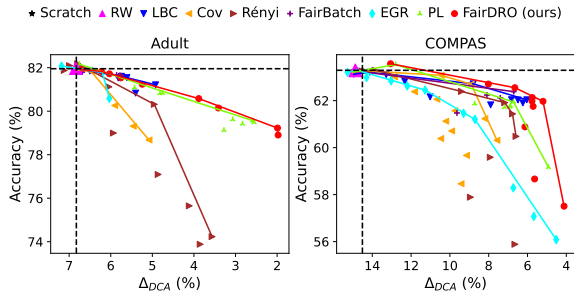 Scratch RW LBC Cov Rényi FairBatch EGR PL FairDRO (ours)
Adult COMPAS
Accuracy (%)
82
80
78
76
74
7 6 5 4 3 2
Δ_DCA (%)
Accuracy (%)
62
60
58
56
14 12 10 8 6 4
Δ_DCA (%)